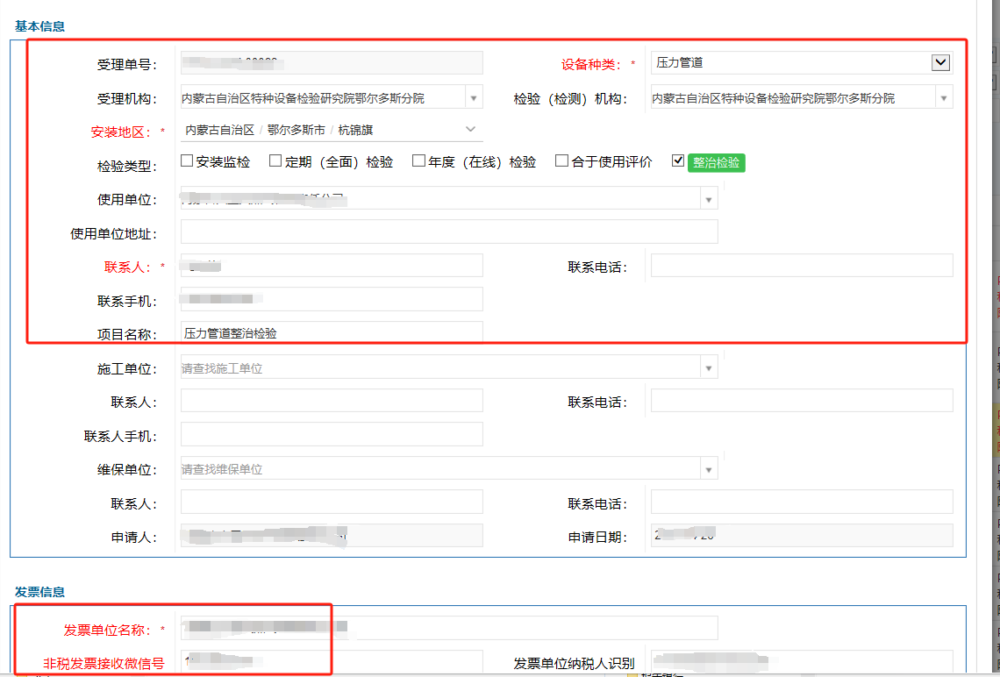 基本信息
受理单号：
设备种类： * 压力管道
受理机构： 内蒙古自治区特种设备检验研究院鄂尔多斯分院 检验（检测）机构： 内蒙古自治区特种设备检验研究院鄂尔多斯分院
安装地区： * 内蒙古自治区 / 鄂尔多斯市 / 杭锦旗
检验类型： 安装监检 定期（全面）检验 年度（在线）检验 合于使用评价 整治检验
使用单位：
使用单位地址：
联系人： * 联系电话：
联系手机：
项目名称： 压力管道整治检验
施工单位： 请查找施工单位
联系人： 联系电话：
联系人手机：
维保单位： 请查找维保单位
联系人： 联系电话：
申请人： 申请日期：
发票信息
发票单位名称： *
非税发票接收微信号 发票单位纳税人识别